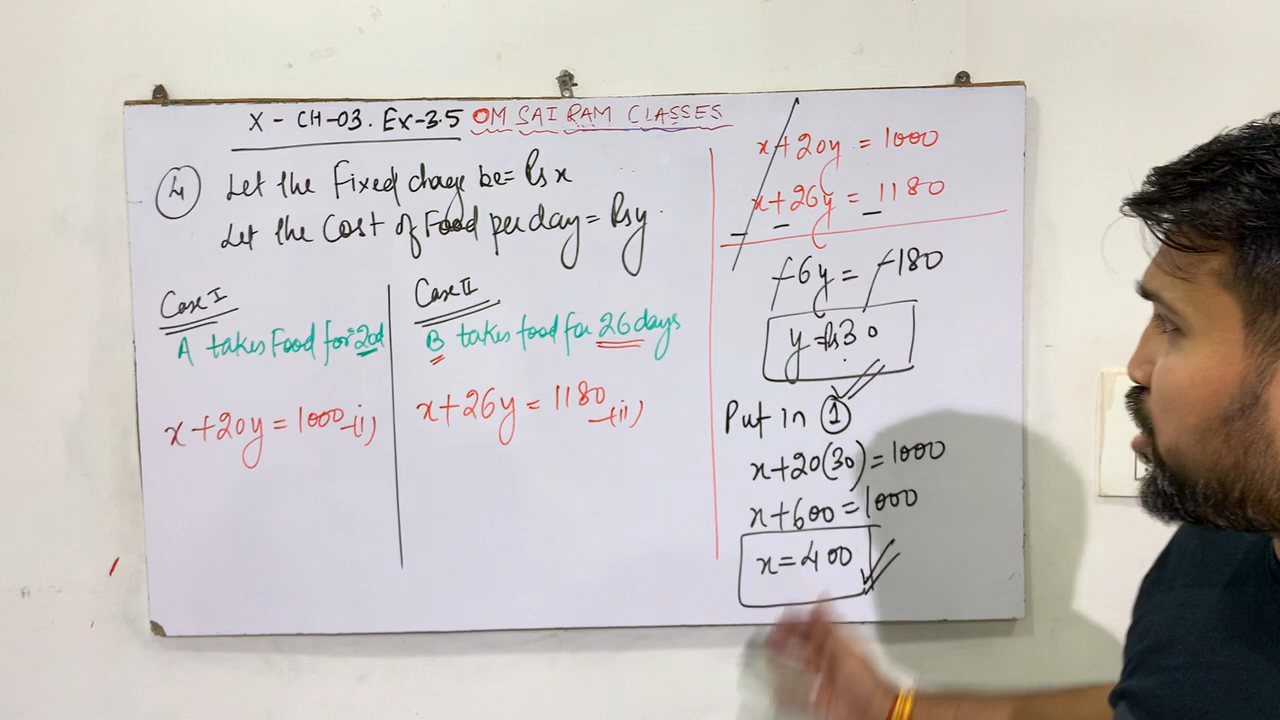 X - CH-03. Ex-3.5 OM SAI RAM CLASSES
4 Let the Fixed charge be = Rs x
Let the Cost of Food per day = Rs y.
Case I
A takes Food for 20d
x + 20y = 1000 -(i)
Case II
B takes food for 26 days
x + 26y = 1180 -(ii)
x + 20y = 1000
x + 26y = 1180
- - -
-6y = -180
y = Rs 30
Put in 1
x + 20(30) = 1000
x + 600 = 1000
x = 400